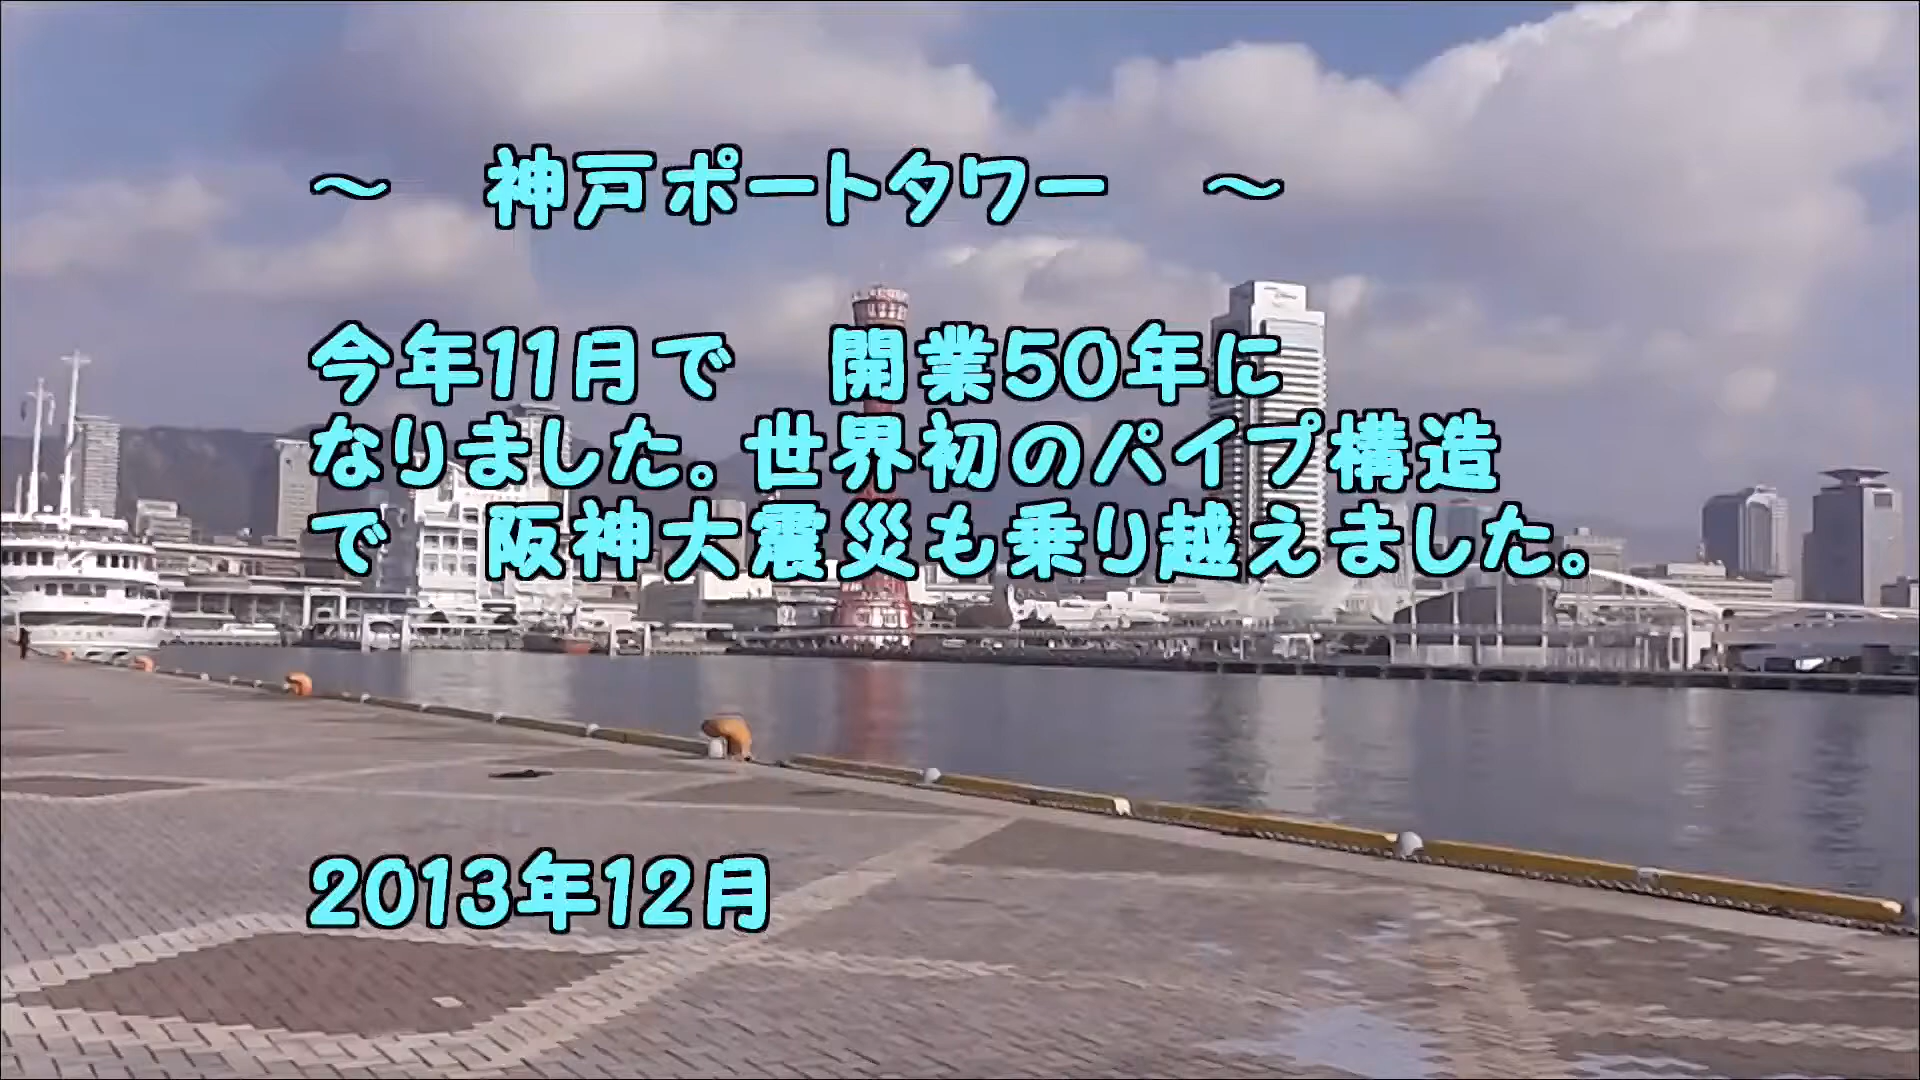 ～　神戸ポートタワー　～
今年11月で　開業50年に
なりました。世界初のパイプ構造
で　阪神大震災も乗り越えました。
2013年12月